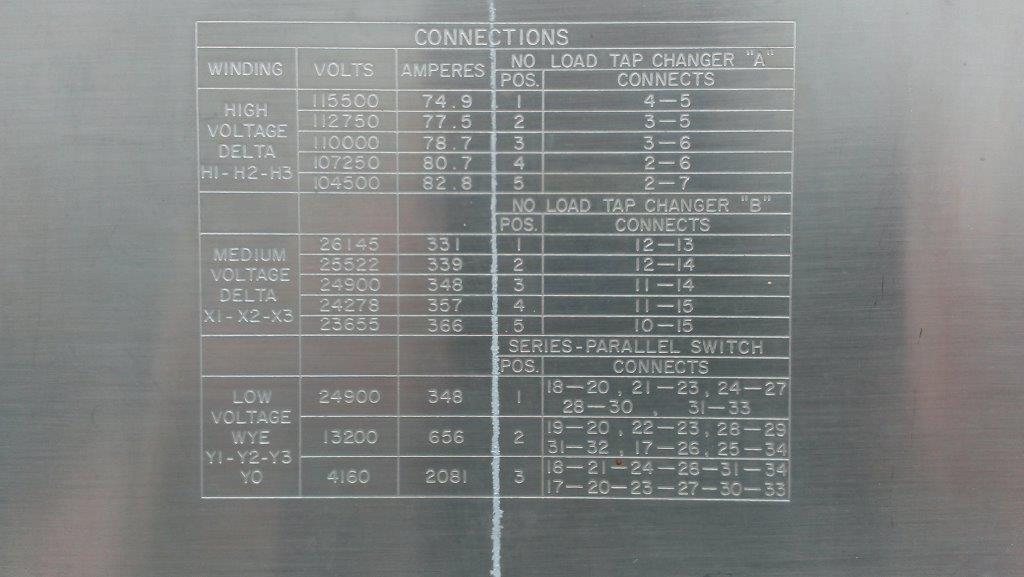 CONNECTIONS
WINDING VOLTS AMPERES NO LOAD TAP CHANGER "A"
POS. CONNECTS
HIGH VOLTAGE DELTA H1-H2-H3
115500 74.9 1 4-5
112750 77.5 2 3-5
110000 78.7 3 3-6
107250 80.7 4 2-6
104500 82.8 5 2-7
NO LOAD TAP CHANGER "B"
POS. CONNECTS
MEDIUM VOLTAGE DELTA X1-X2-X3
26145 331 1 12-13
25522 339 2 12-14
24900 348 3 11-14
24278 357 4 11-15
23655 366 5 10-15
SERIES-PARALLEL SWITCH
POS. CONNECTS
LOW VOLTAGE WYE Y1-Y2-Y3 Y0
24900 348 1 18-20, 21-23, 24-27
28-30, 31-33
13200 656 2 19-20, 22-23, 28-29
31-32, 17-26, 25-34
4160 2081 3 18-21-24-28-31-34
17-20-23-27-30-33